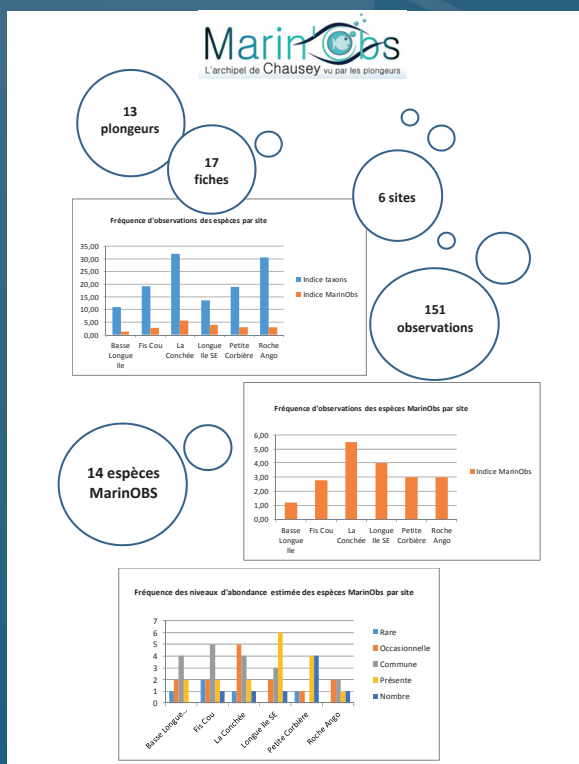 Marin'Obs
L'archipel de Chausey vu par les plongeurs
13
plongeurs
17
fiches
6 sites
151
observations
Fréquence d'observations des espèces par site
35,00
30,00
25,00
20,00
15,00
10,00
5,00
0,00
Basse
Longue
Ile
Fis Cou
La
Conchée
Longue
Ile SE
Petite
Corbière
Roche
Ango
Indice taxons
Indice MarinObs
14 espèces
MarinOBS
Fréquence d'observations des espèces MarinObs par site
6,00
5,00
4,00
3,00
2,00
1,00
0,00
Basse
Longue
Ile
Fis Cou
La
Conchée
Longue
Ile SE
Petite
Corbière
Roche
Ango
Indice MarinObs
Fréquence des niveaux d'abondance estimée des espèces MarinObs par site
7
6
5
4
3
2
1
0
Basse Longue...
Fis Cou
La Conchée
Longue Ile SE
Petite Corbière
Roche Ango
Rare
Occasionnelle
Commune
Présente
Nombre